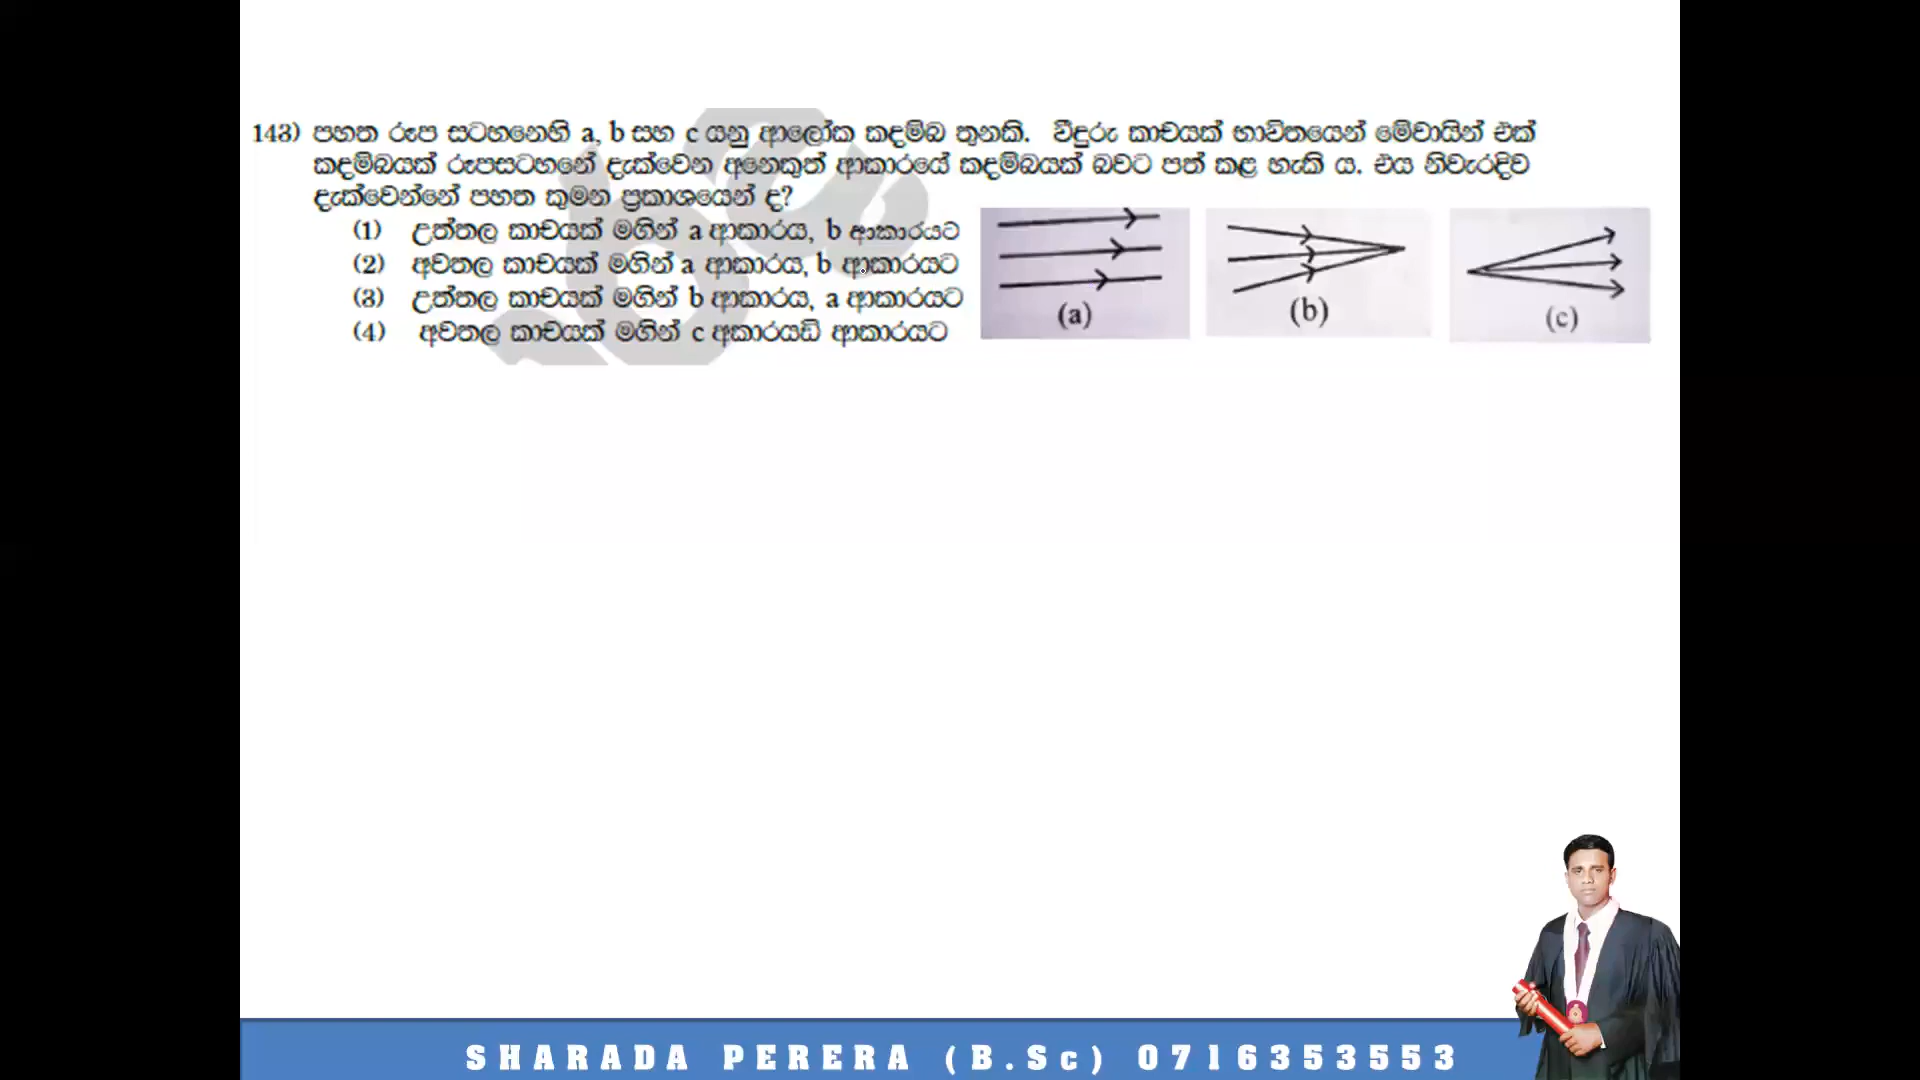 143) පහත රූප සටහනෙහි a, b සහ c යනු ආලෝක කදම්බ තුනකි. වීදුරු කාචයක් භාවිතයෙන් මේවායින් එක්
කදම්බයක් රූපසටහනේ දැක්වෙන අනෙකුත් ආකාරයේ කදම්බයක් බවට පත් කළ හැකි ය. එය නිවැරදිව
දැක්වෙන්නේ පහත කුමන ප්‍රකාශයෙන් ද?
(1) උත්තල කාචයක් මගින් a ආකාරය, b ආකාරයට
(2) අවතල කාචයක් මගින් a ආකාරය, b ආකාරයට
(3) උත්තල කාචයක් මගින් b ආකාරය, a ආකාරයට
(4) අවතල කාචයක් මගින් c අකාරයඩි ආකාරයට
(a)
(b)
(c)
SHARADA PERERA (B.Sc) 0716353553